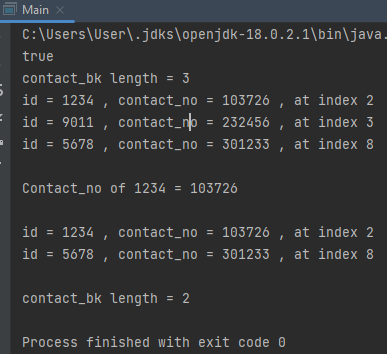 Main ×
C:\Users\User\.jdks\openjdk-18.0.2.1\bin\java.
true
contact_bk length = 3
id = 1234 , contact_no = 103726 , at index 2
id = 9011 , contact_no = 232456 , at index 3
id = 5678 , contact_no = 301233 , at index 8
Contact_no of 1234 = 103726
id = 1234 , contact_no = 103726 , at index 2
id = 5678 , contact_no = 301233 , at index 8
contact_bk length = 2
Process finished with exit code 0